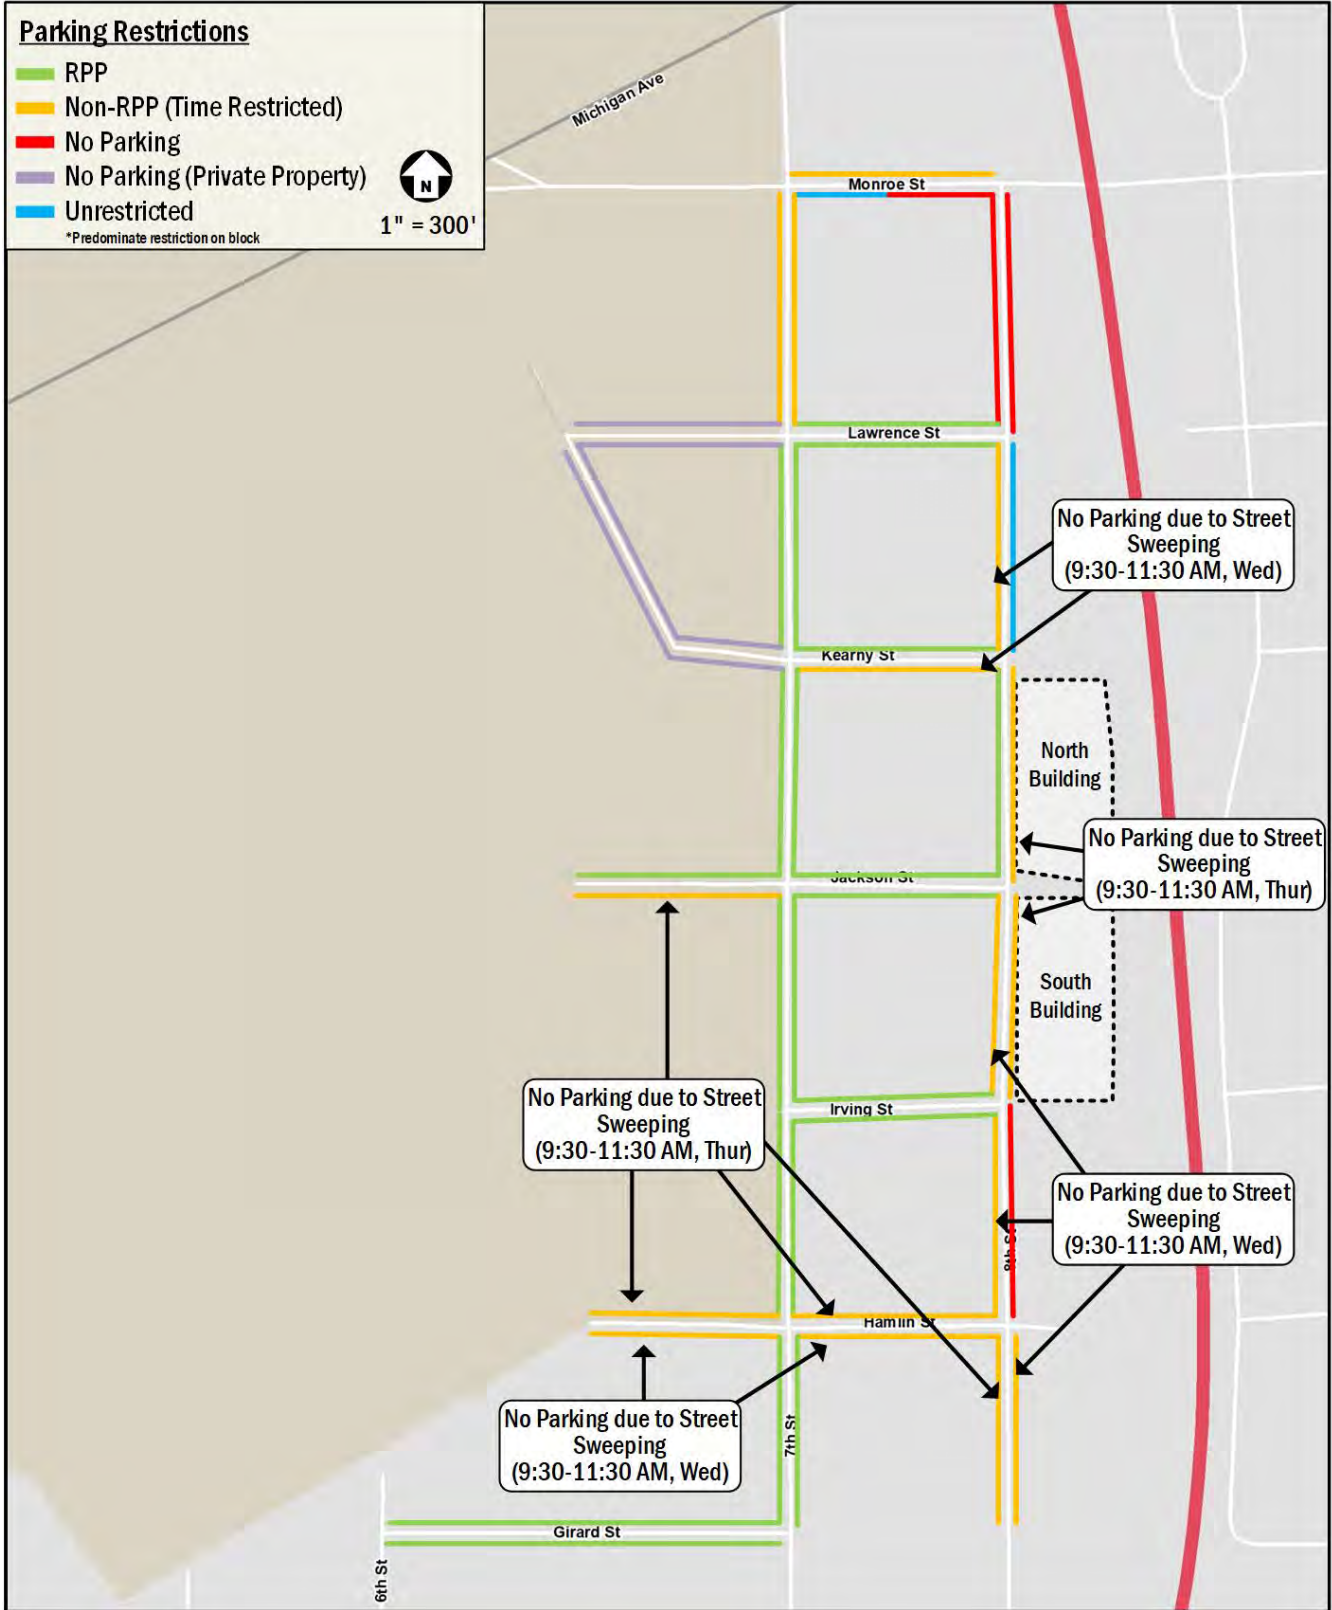 Parking Restrictions
RPP
Non-RPP (Time Restricted)
No Parking
No Parking (Private Property)
Unrestricted
*Predominate restriction on block
N
1" = 300'
Michigan Ave
Monroe St
Lawrence St
No Parking due to Street
Sweeping
(9:30-11:30 AM, Wed)
Kearny St
North
Building
No Parking due to Street
Sweeping
(9:30-11:30 AM, Thur)
Jackson St
South
Building
No Parking due to Street
Sweeping
(9:30-11:30 AM, Thur)
Irving St
No Parking due to Street
Sweeping
(9:30-11:30 AM, Wed)
8th St
Hamlin St
No Parking due to Street
Sweeping
(9:30-11:30 AM, Wed)
7th St
Girard St
6th St